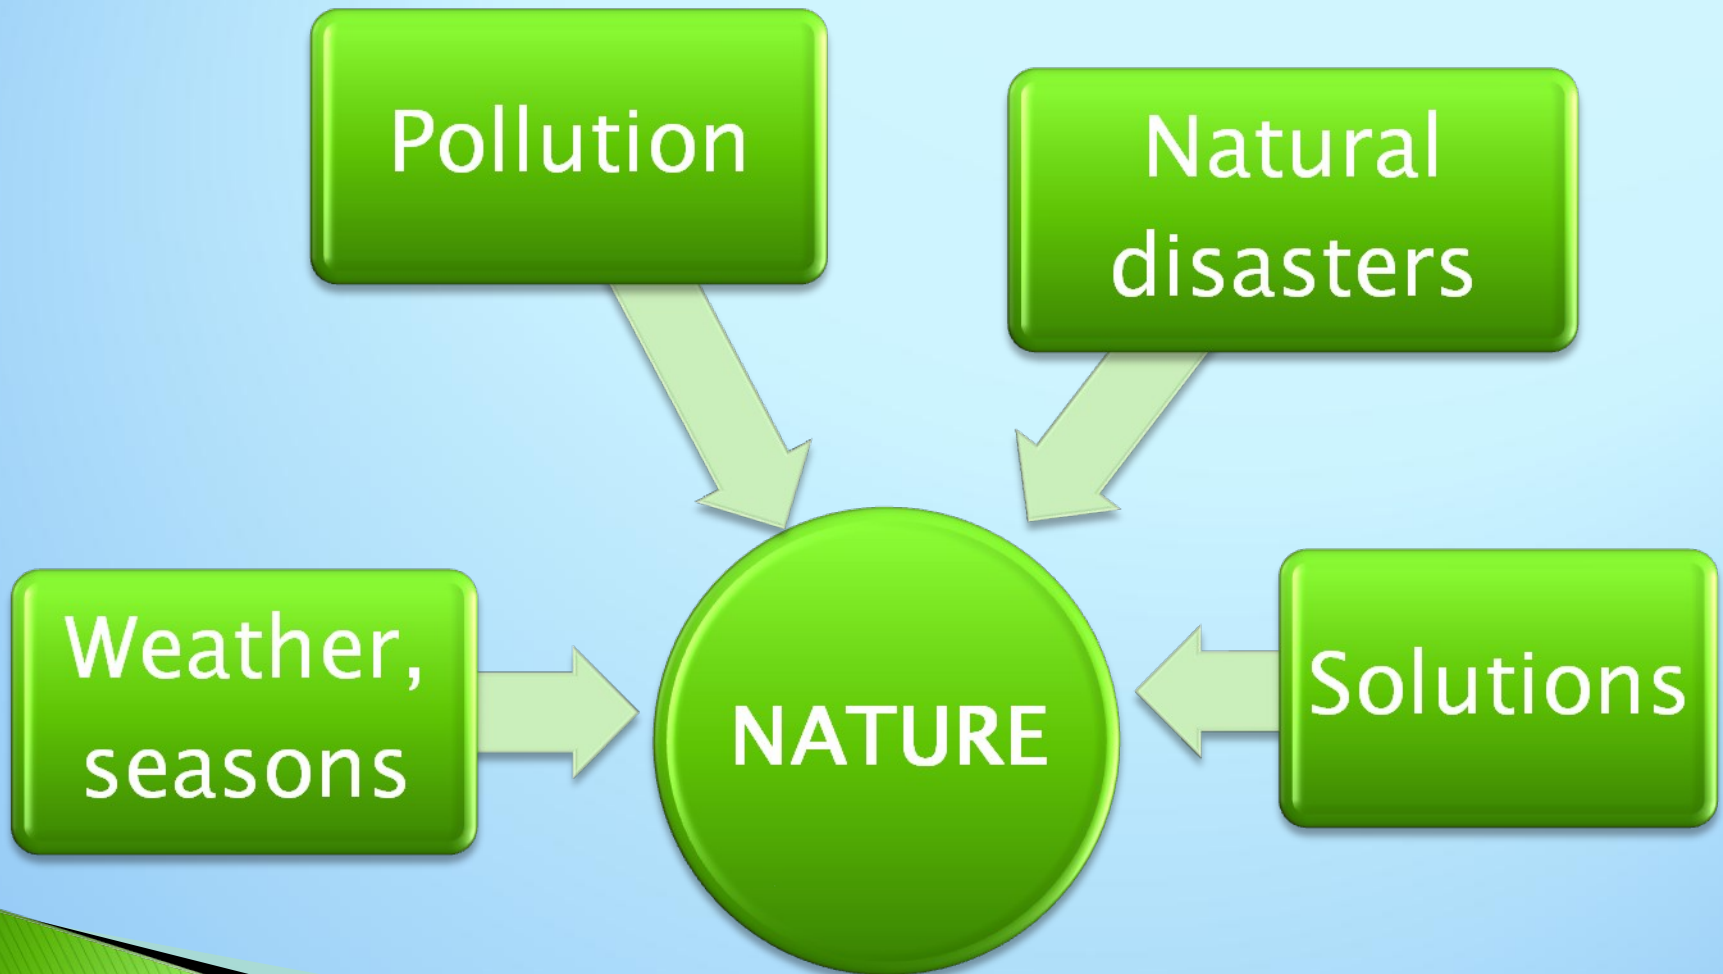 Pollution
Natural
disasters
Weather,
seasons
NATURE
Solutions